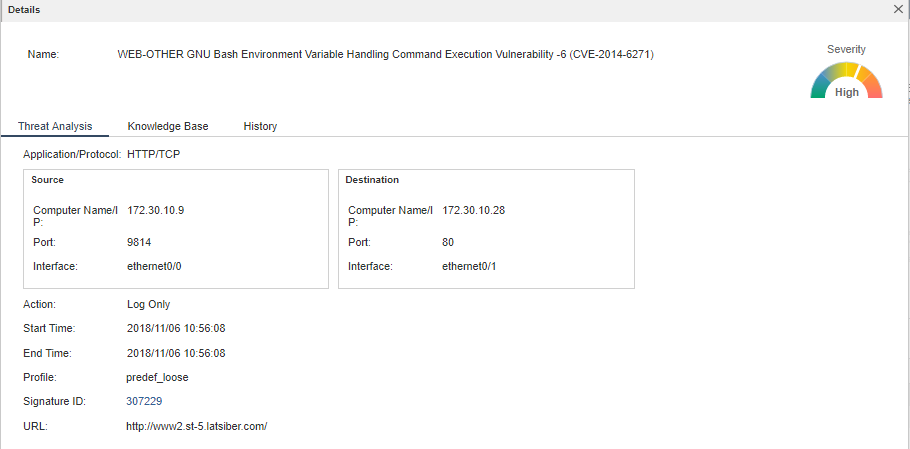 Details
Name: WEB-OTHER GNU Bash Environment Variable Handling Command Execution Vulnerability -6 (CVE-2014-6271)
Severity
High
Threat Analysis Knowledge Base History
Application/Protocol: HTTP/TCP
Source
Computer Name/I
P: 172.30.10.9
Port: 9814
Interface: ethernet0/0
Destination
Computer Name/I
P: 172.30.10.28
Port: 80
Interface: ethernet0/1
Action: Log Only
Start Time: 2018/11/06 10:56:08
End Time: 2018/11/06 10:56:08
Profile: predef_loose
Signature ID: 307229
URL: http://www2.st-5.latsiber.com/